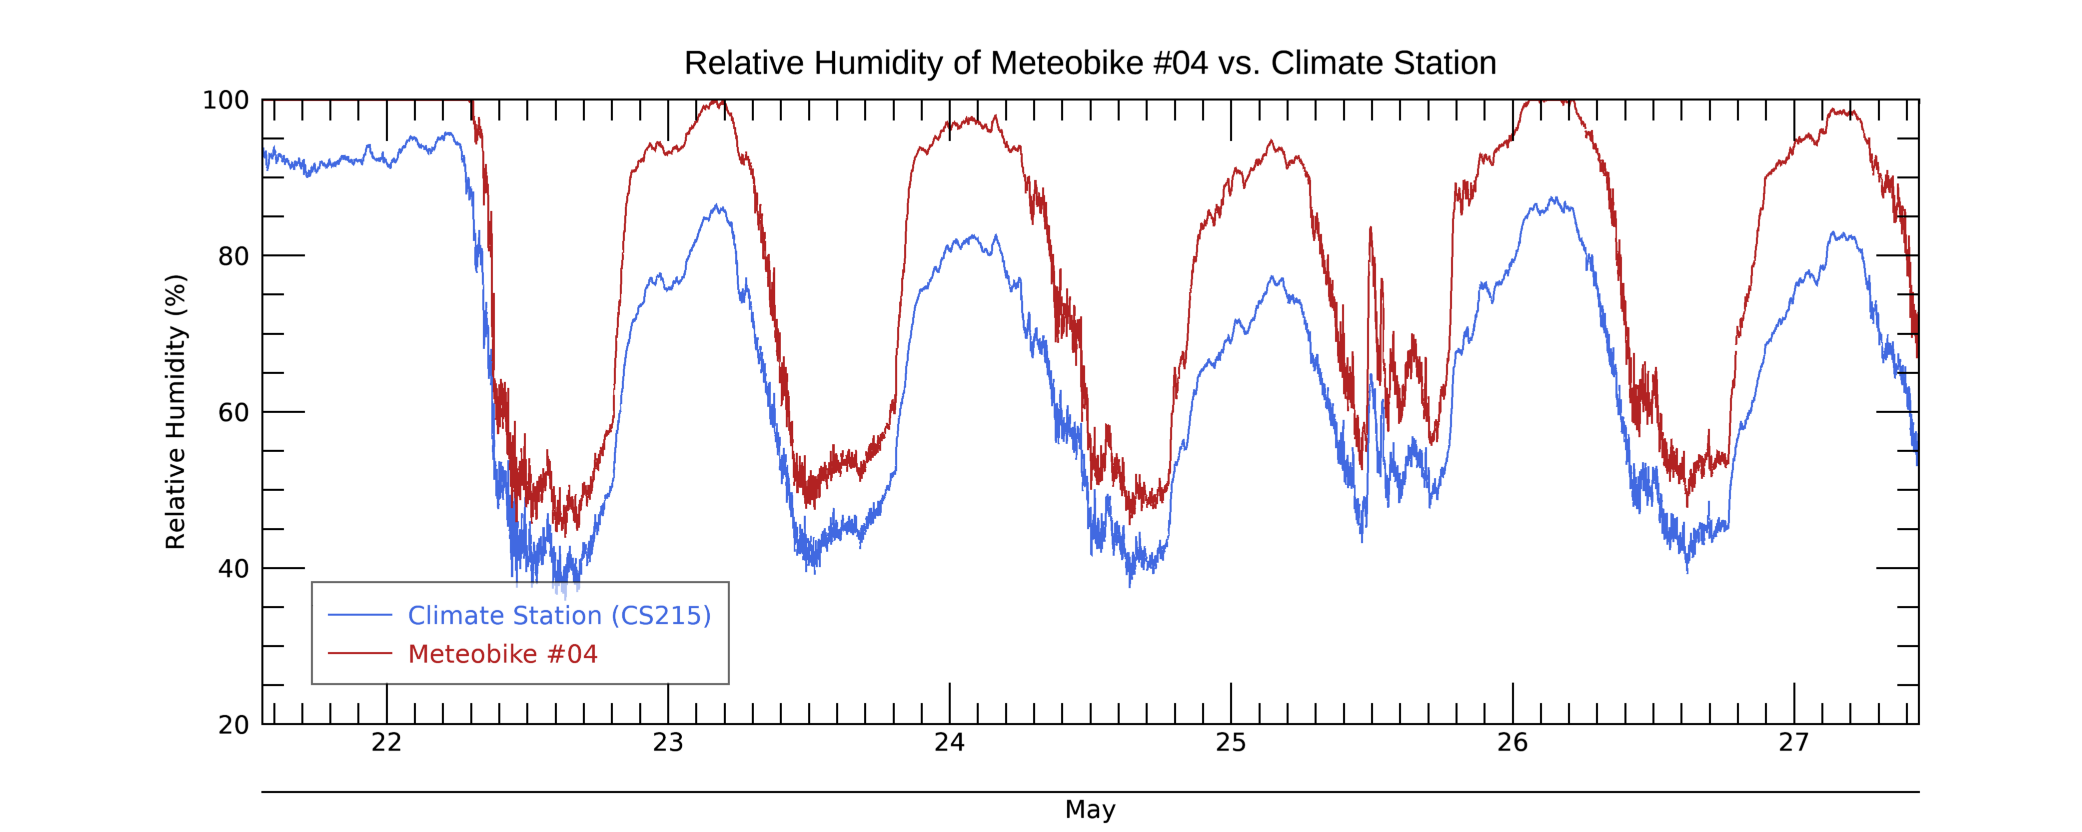 Relative Humidity of Meteobike #04 vs. Climate Station
Relative Humidity (%)
100
80
60
40
20
Climate Station (CS215)
Meteobike #04
22 23 24 25 26 27
May